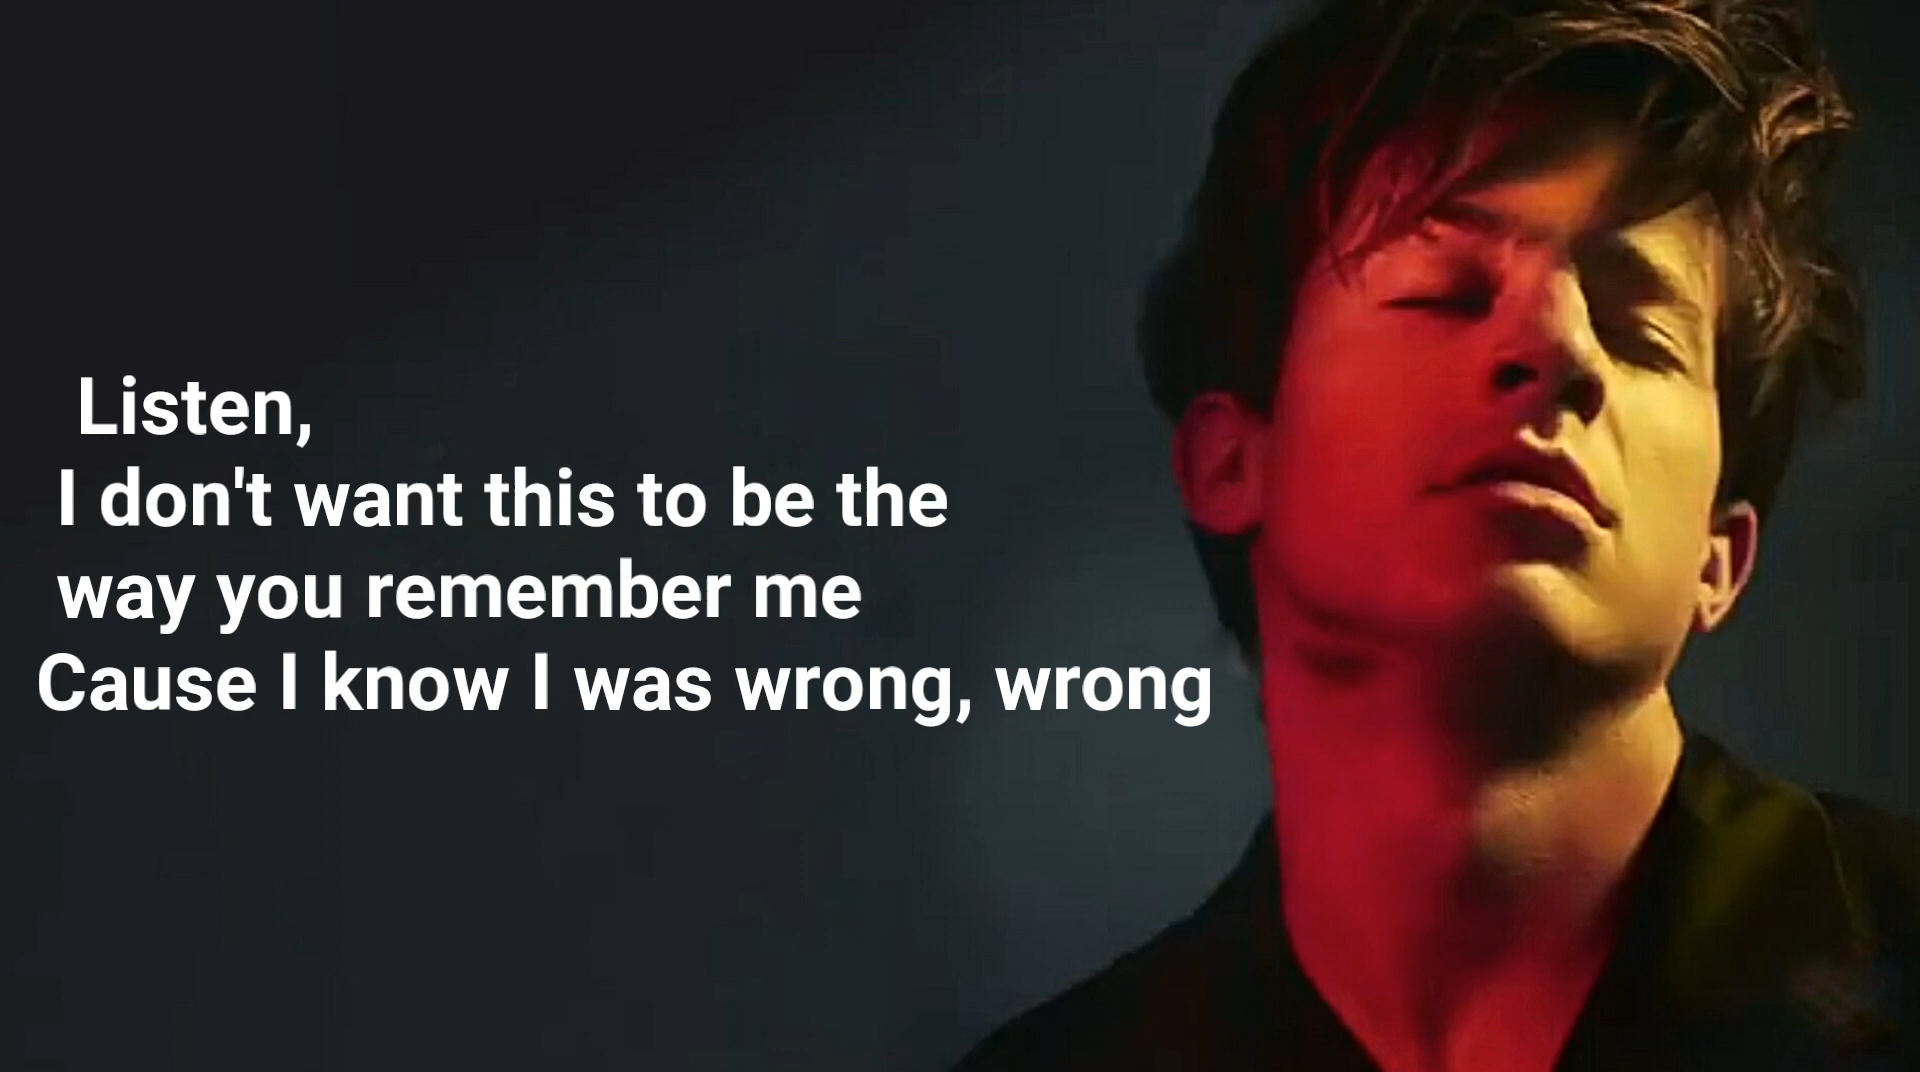 Listen,
I don't want this to be the
way you remember me
Cause I know I was wrong, wrong